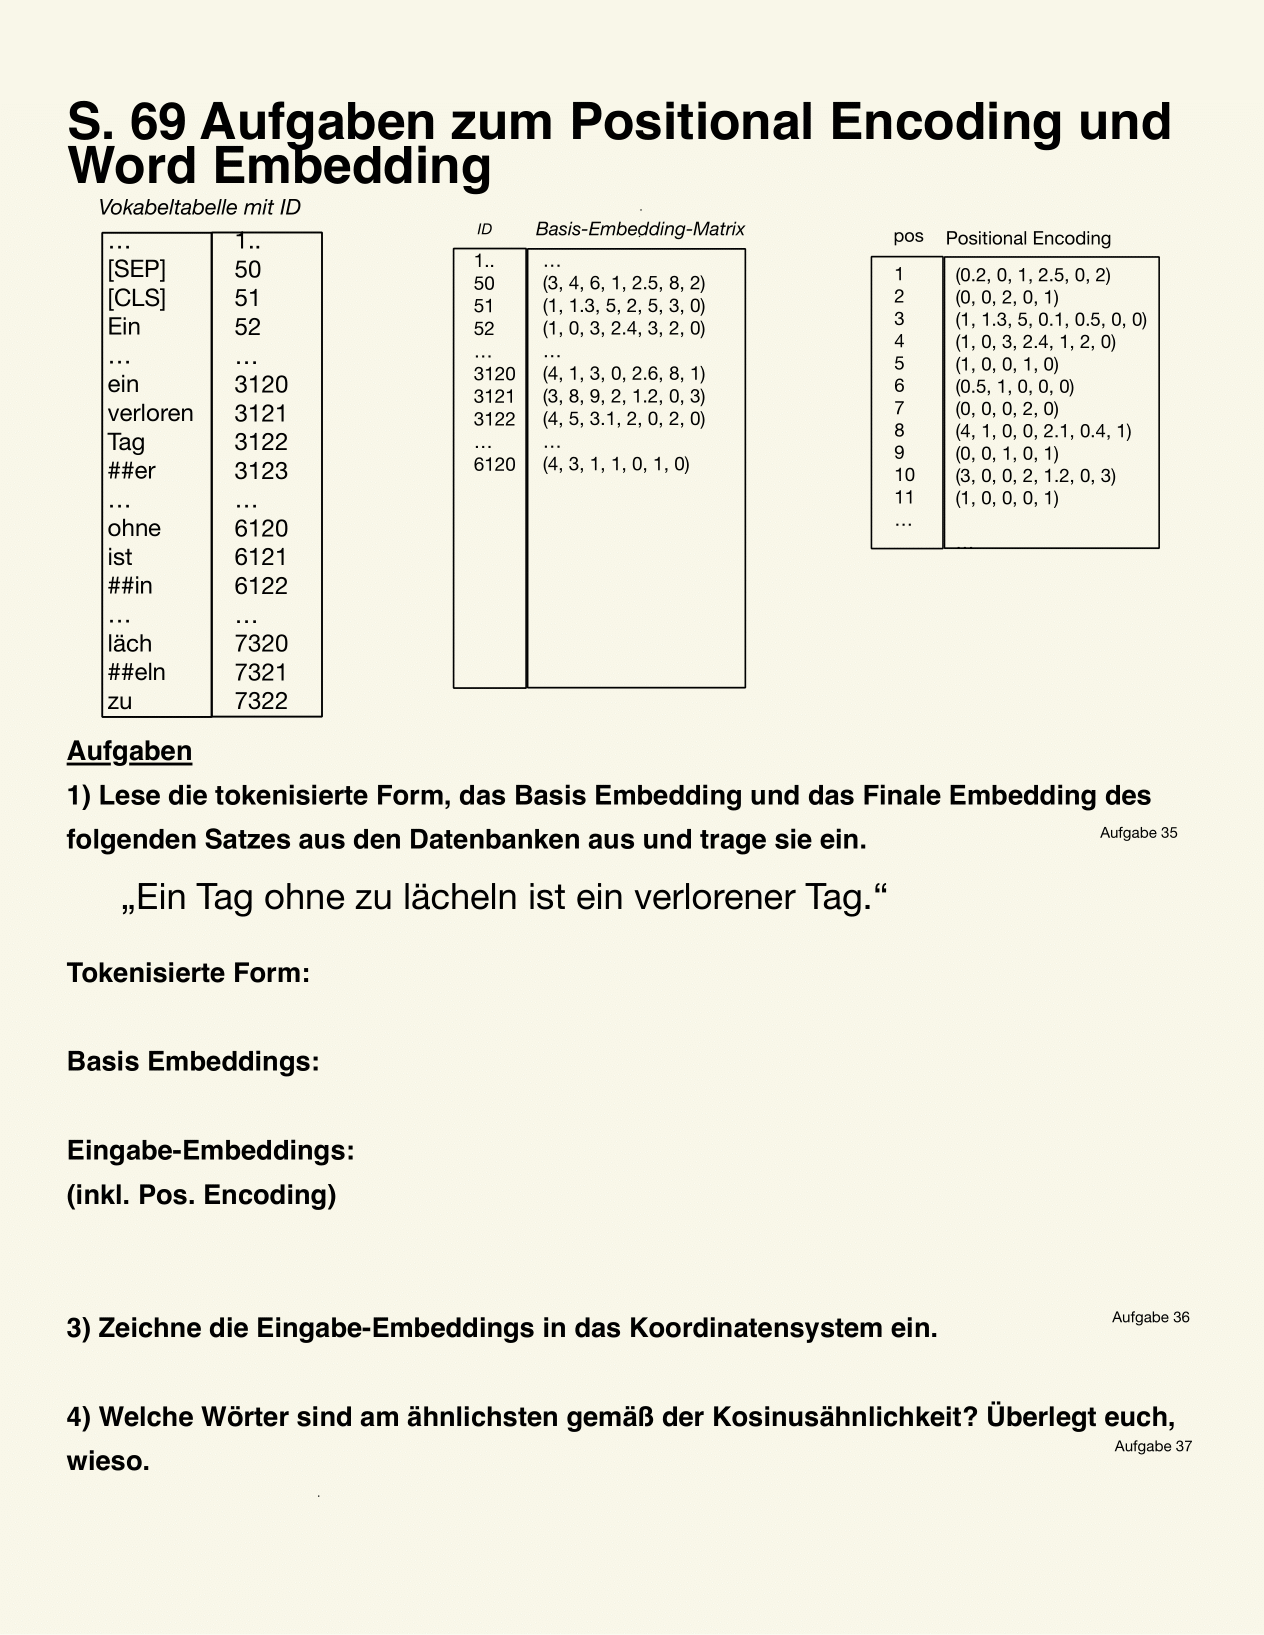 S. 69 Aufgaben zum Positional Encoding und
Word Embedding
Vokabeltabelle mit ID
… 1..
[SEP] 50
[CLS] 51
Ein 52
… …
ein 3120
verloren 3121
Tag 3122
##er 3123
… …
ohne 6120
ist 6121
##in 6122
… …
läch 7320
##eln 7321
zu 7322
ID Basis-Embedding-Matrix
1.. …
50 (3, 4, 6, 1, 2.5, 8, 2)
51 (1, 1.3, 5, 2, 5, 3, 0)
52 (1, 0, 3, 2.4, 3, 2, 0)
… …
3120 (4, 1, 3, 0, 2.6, 8, 1)
3121 (3, 8, 9, 2, 1.2, 0, 3)
3122 (4, 5, 3.1, 2, 0, 2, 0)
… …
6120 (4, 3, 1, 1, 0, 1, 0)
pos Positional Encoding
1 (0.2, 0, 1, 2.5, 0, 2)
2 (0, 0, 2, 0, 1)
3 (1, 1.3, 5, 0.1, 0.5, 0, 0)
4 (1, 0, 3, 2.4, 1, 2, 0)
5 (1, 0, 0, 1, 0)
6 (0.5, 1, 0, 0, 0)
7 (0, 0, 0, 2, 0)
8 (4, 1, 0, 0, 2.1, 0.4, 1)
9 (0, 0, 1, 0, 1)
10 (3, 0, 0, 2, 1.2, 0, 3)
11 (1, 0, 0, 0, 1)
…
…
Aufgaben
1) Lese die tokenisierte Form, das Basis Embedding und das Finale Embedding des
folgenden Satzes aus den Datenbanken aus und trage sie ein. Aufgabe 35
„Ein Tag ohne zu lächeln ist ein verlorener Tag.“
Tokenisierte Form:
Basis Embeddings:
Eingabe-Embeddings:
(inkl. Pos. Encoding)
3) Zeichne die Eingabe-Embeddings in das Koordinatensystem ein. Aufgabe 36
4) Welche Wörter sind am ähnlichsten gemäß der Kosinusähnlichkeit? Überlegt euch,
wieso. Aufgabe 37